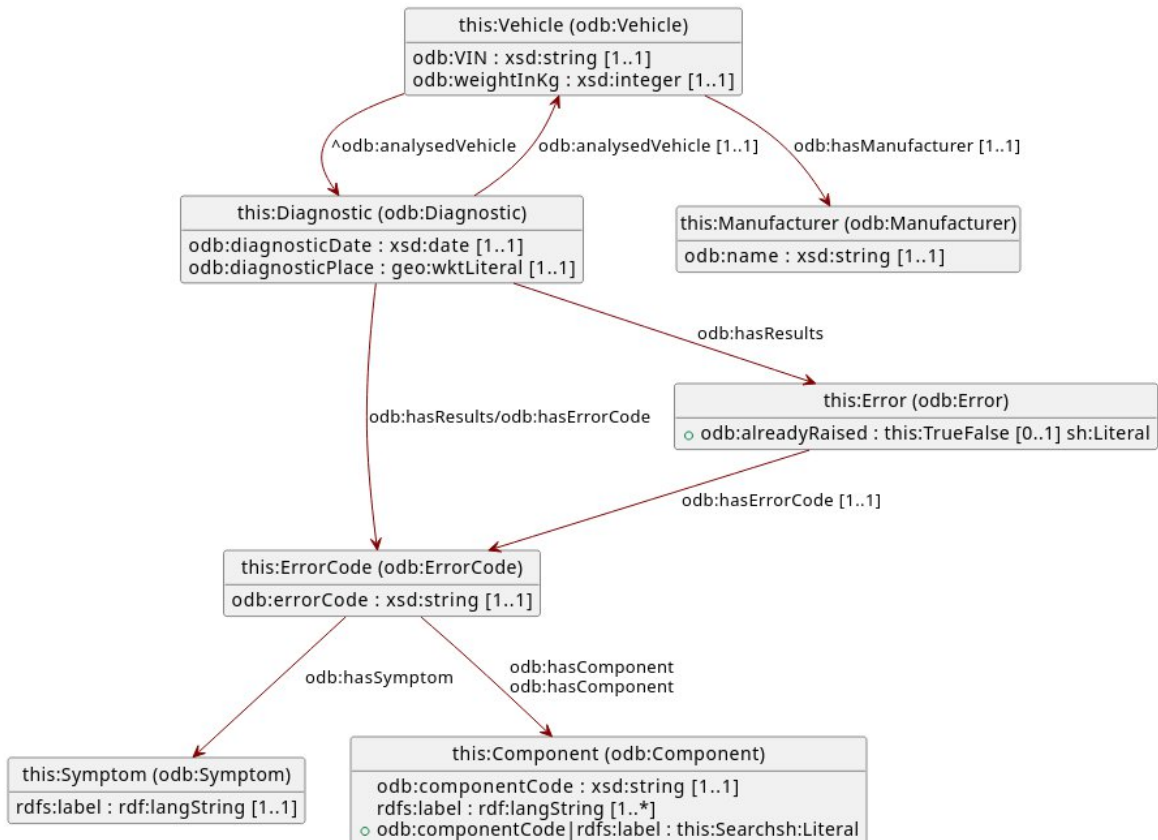 this:Vehicle (odb:Vehicle)
odb:VIN : xsd:string [1..1]
odb:weightInKg : xsd:integer [1..1]
^odb:analysedVehicle
odb:analysedVehicle [1..1]
odb:hasManufacturer [1..1]
this:Diagnostic (odb:Diagnostic)
odb:diagnosticDate : xsd:date [1..1]
odb:diagnosticPlace : geo:wktLiteral [1..1]
this:Manufacturer (odb:Manufacturer)
odb:name : xsd:string [1..1]
odb:hasResults
odb:hasResults/odb:hasErrorCode
this:Error (odb:Error)
odb:alreadyRaised : this:TrueFalse [0..1] sh:Literal
odb:hasErrorCode [1..1]
this:ErrorCode (odb:ErrorCode)
odb:errorCode : xsd:string [1..1]
odb:hasSymptom
odb:hasComponent
odb:hasComponent
this:Symptom (odb:Symptom)
rdfs:label : rdf:langString [1..1]
this:Component (odb:Component)
odb:componentCode : xsd:string [1..1]
rdfs:label : rdf:langString [1..*]
odb:componentCode|rdfs:label : this:Searchsh:Literal